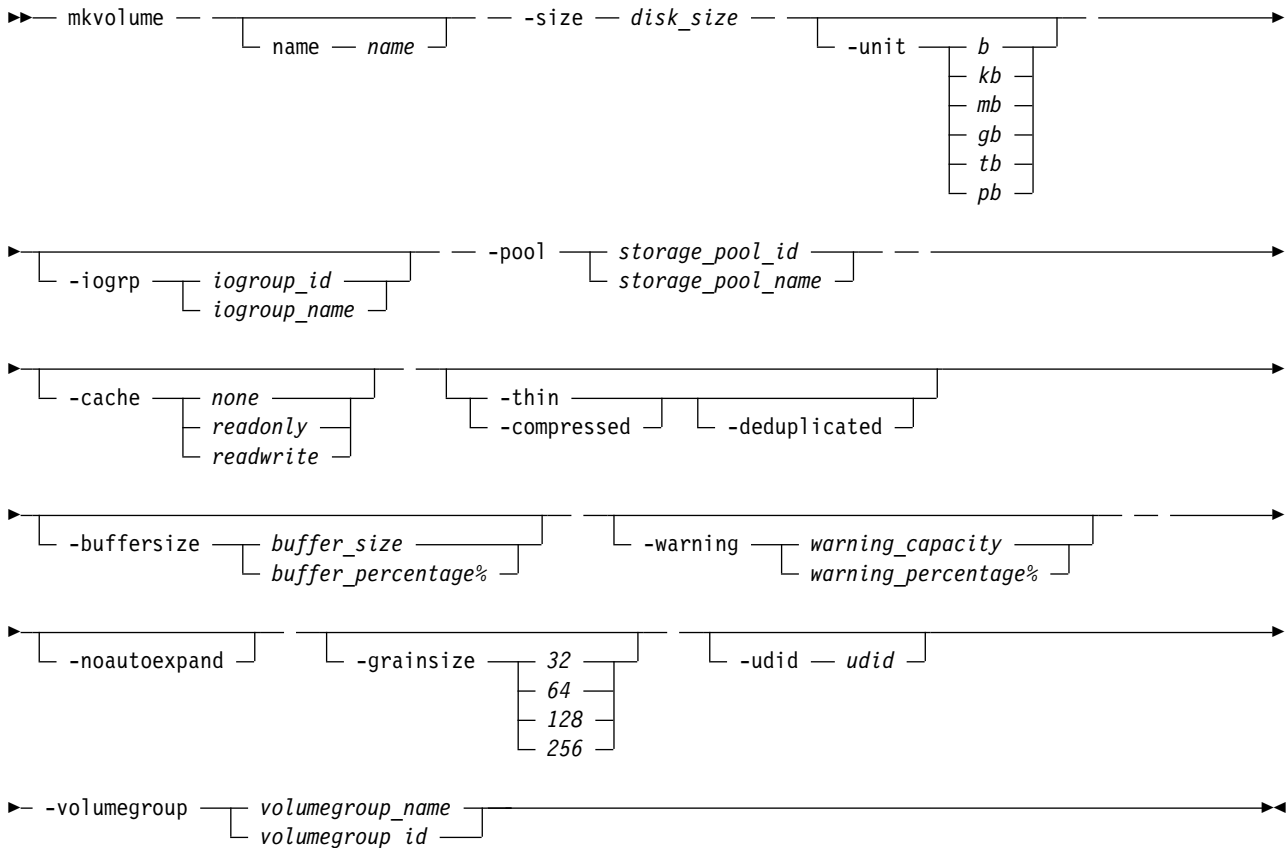 mkvolume name name -size disk_size -unit b
kb
mb
gb
tb
pb
-iogrp iogroup_id -pool storage_pool_id
iogroup_name storage_pool_name
-cache none -thin -deduplicated
readonly -compressed
readwrite
-buffersize buffer_size -warning warning_capacity
buffer_percentage% warning_percentage%
-noautoexpand -grainsize 32 -udid udid
64
128
256
-volumegroup volumegroup_name
volumegroup_id